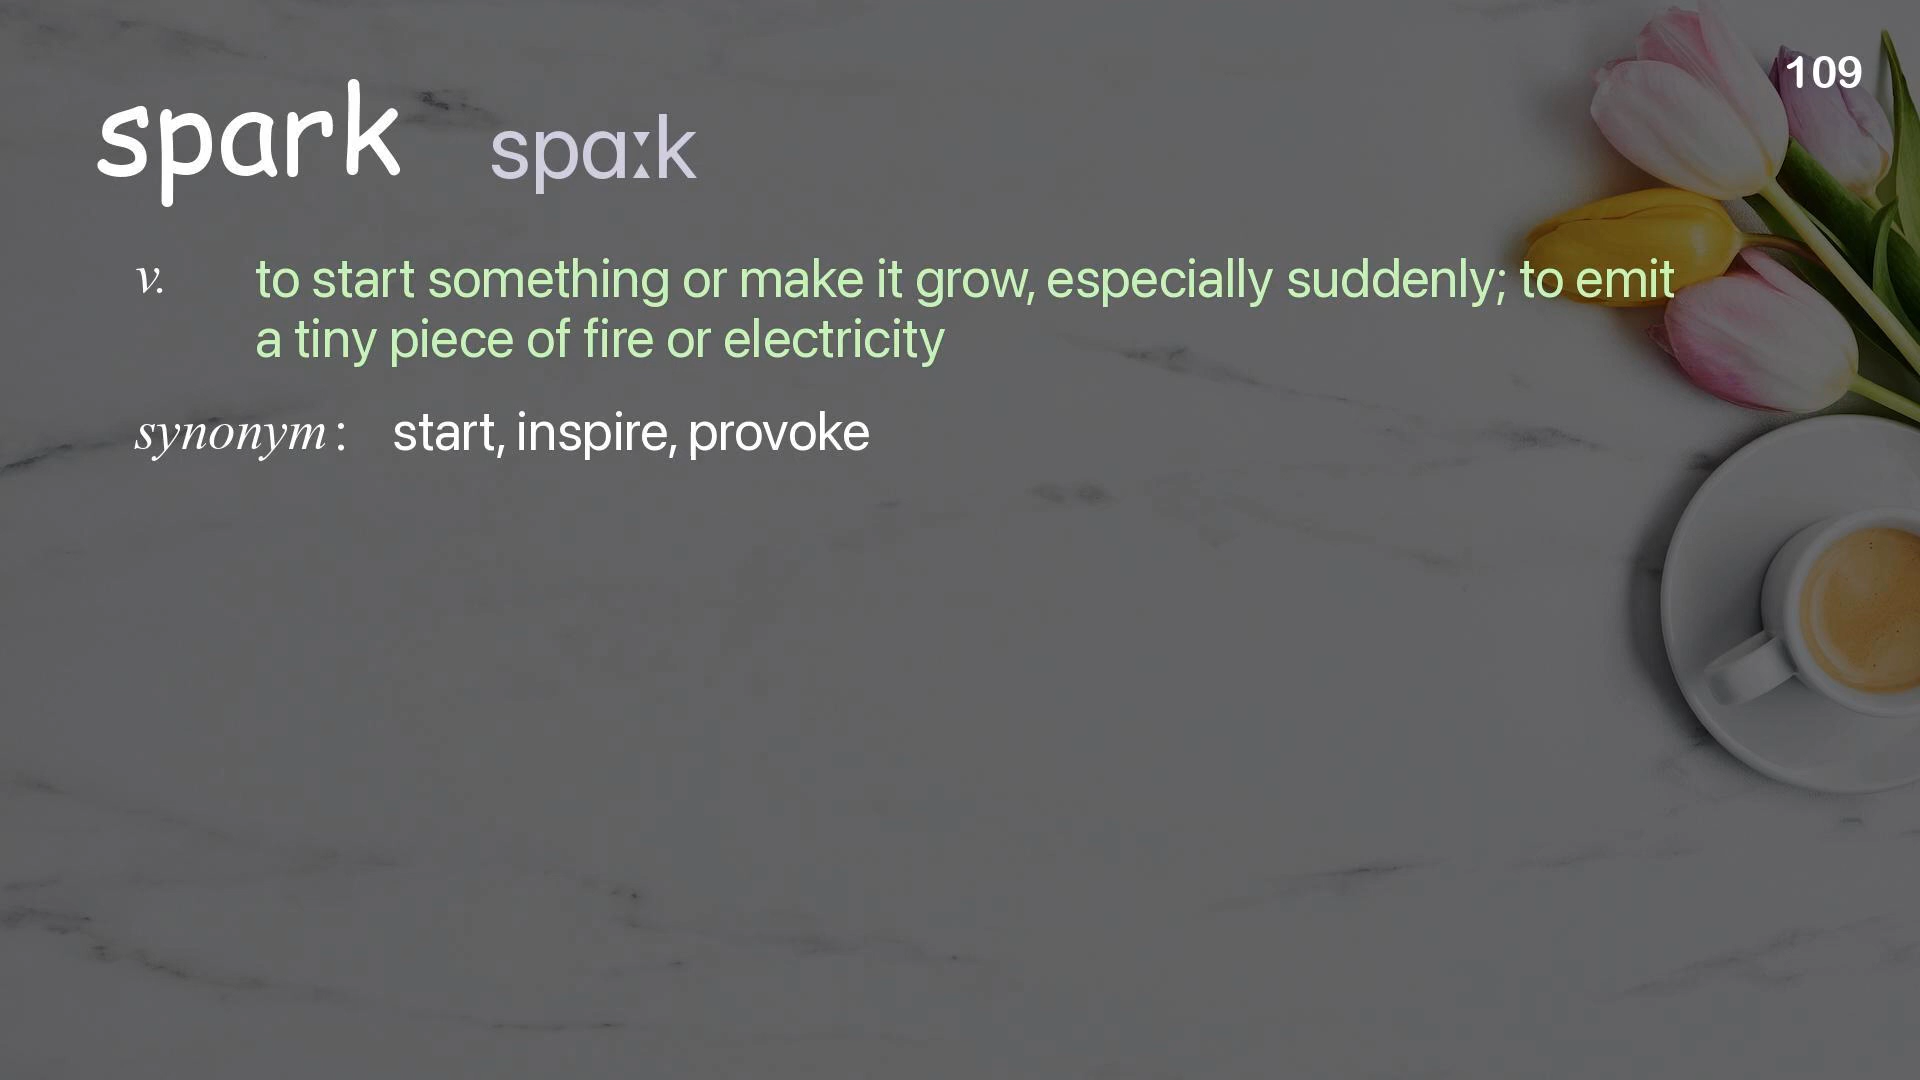 109
spark spɑːk
v. to start something or make it grow, especially suddenly; to emit
a tiny piece of fire or electricity
synonym : start, inspire, provoke